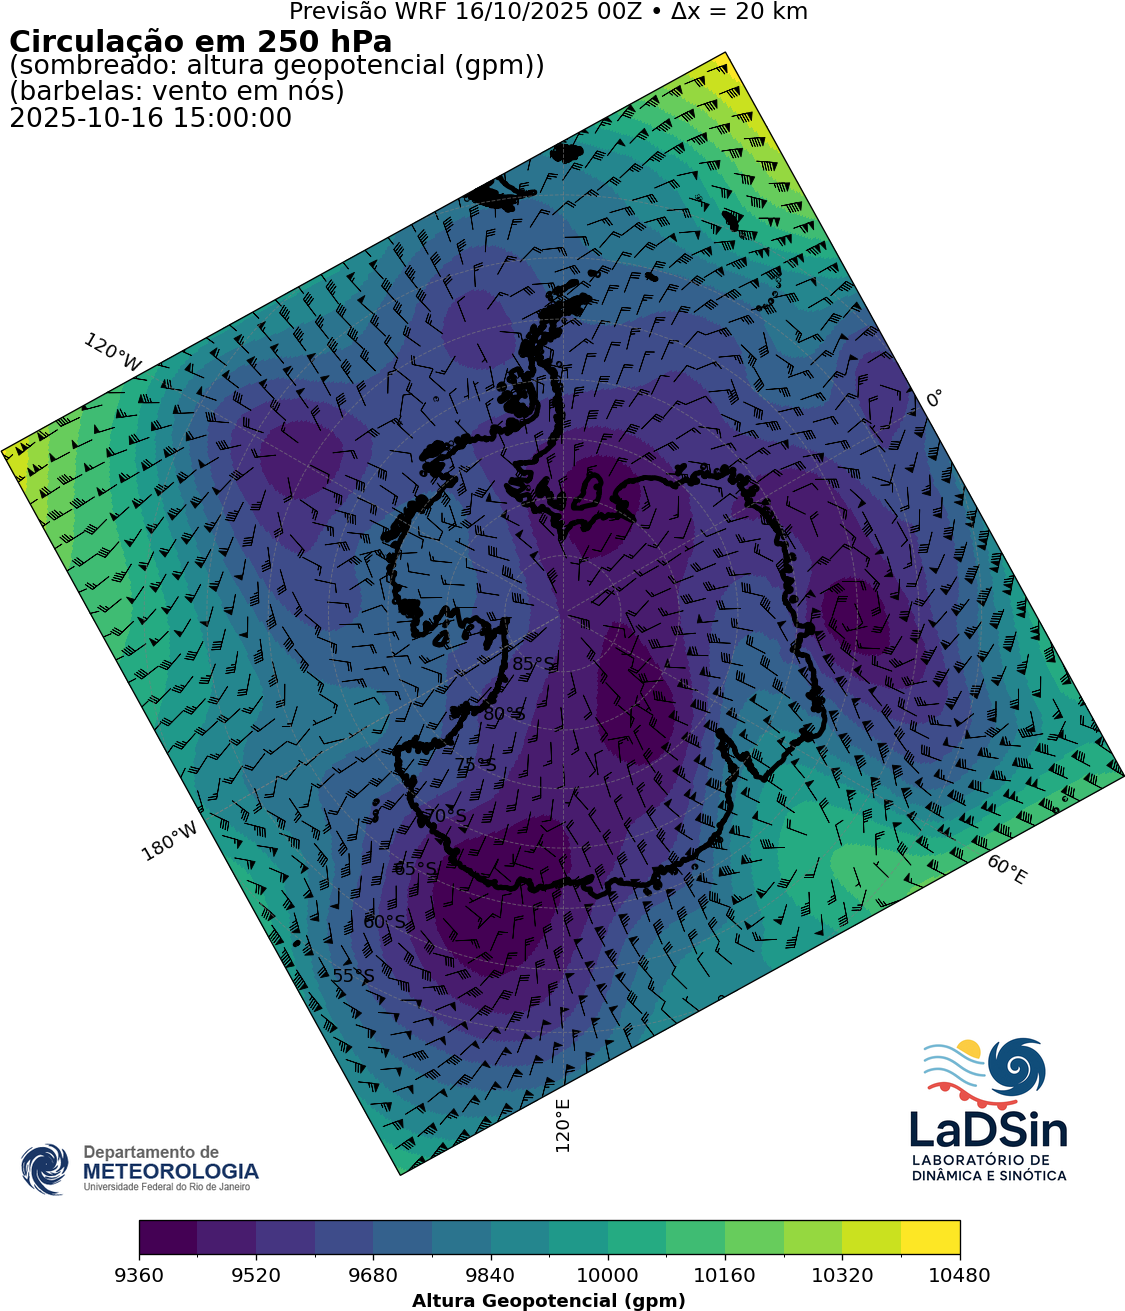 Previsão WRF 16/10/2025 00Z • Δx = 20 km
Circulação em 250 hPa
(sombreado: altura geopotencial (gpm))
(barbelas: vento em nós)
2025-10-16 15:00:00
120°W
0°
85°S
80°S
75°S
70°S
65°S
60°S
55°S
180°W
60°E
120°E
Departamento de
METEOROLOGIA
Universidade Federal do Rio de Janeiro
LaDSin
LABORATÓRIO DE
DINÂMICA E SINÓTICA
9360 9520 9680 9840 10000 10160 10320 10480
Altura Geopotencial (gpm)